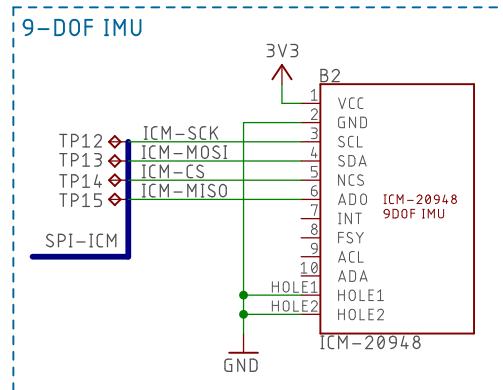 9-DOF IMU
3V3
B2
1 VCC
2 GND
TP12 ICM-SCK 3 SCL
TP13 ICM-MOSI 4 SDA
TP14 ICM-CS 5 NCS
TP15 ICM-MISO 6 ADO
ICM-20948
9DOF IMU
7 INT
8 FSY
SPI-ICM
9 ACL
10 ADA
HOLE1 HOLE1
HOLE2 HOLE2
ICM-20948
GND